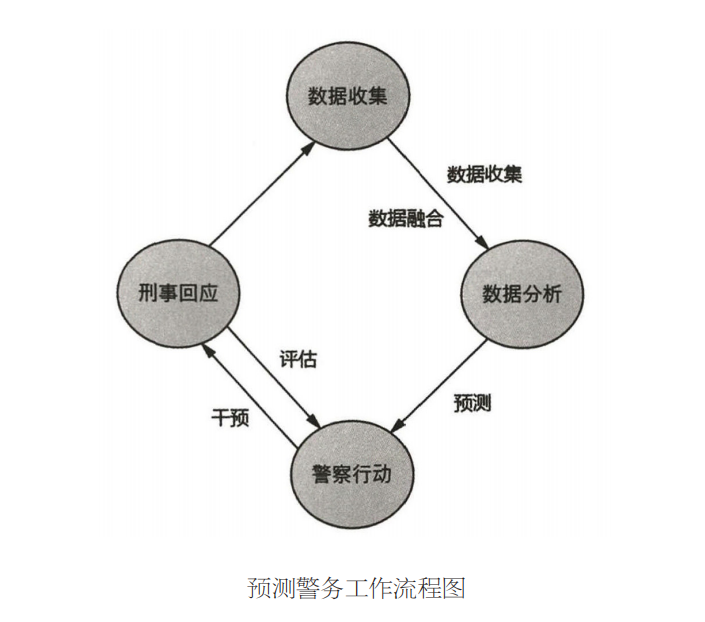 数据收集
数据收集
数据融合
刑事回应
数据分析
评估
预测
干预
警察行动
预测警务工作流程图